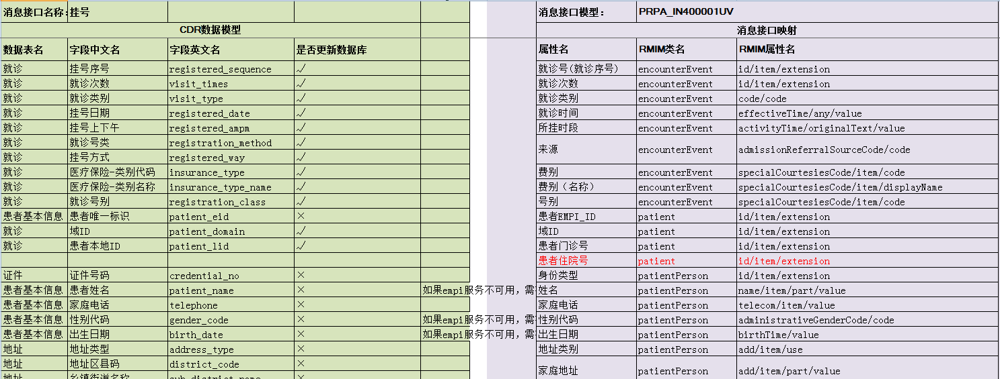 消息接口名称: 挂号 消息接口模型： PRPA_IN400001UV
CDR数据模型 消息接口映射
数据表名 字段中文名 字段英文名 是否更新数据库 属性名 RMIM类名 RMIM属性名
就诊 挂号序号 registered_sequence √ 就诊号(就诊序号) encounterEvent id/item/extension
就诊 就诊次数 visit_times √ 就诊次数 encounterEvent id/item/extension
就诊 就诊类别 visit_type √ 就诊类别 encounterEvent code/code
就诊 挂号日期 registered_date √ 就诊时间 encounterEvent effectiveTime/any/value
就诊 挂号上下午 registered_ampm √ 所挂时段 encounterEvent activityTime/originalText/value
就诊 就诊号类 registration_method √
就诊 挂号方式 registered_way √ 来源 encounterEvent admissionReferralSourceCode/code
就诊 医疗保险-类别代码 insurance_type √ 费别 encounterEvent specialCourtesiesCode/item/code
就诊 医疗保险-类别名称 insurance_type_name √ 费别（名称） encounterEvent specialCourtesiesCode/item/displayName
就诊 就诊号别 registration_class √ 号别 encounterEvent specialCourtesiesCode/item/code
患者基本信息 患者唯一标识 patient_eid × 患者EMPI_ID patient id/item/extension
就诊 域ID patient_domain √ 域ID patient id/item/extension
就诊 患者本地ID patient_lid √ 患者门诊号 patient id/item/extension
患者住院号 patient id/item/extension
证件 证件号码 credential_no × 身份类型 patientPerson id/item/extension
患者基本信息 患者姓名 patient_name × 如果empi服务不可用，需 姓名 patientPerson name/item/part/value
患者基本信息 家庭电话 telephone × 家庭电话 patientPerson telecom/item/value
患者基本信息 性别代码 gender_code × 如果empi服务不可用，需 性别代码 patientPerson administrativeGenderCode/code
患者基本信息 出生日期 birth_date × 如果empi服务不可用，需 出生日期 patientPerson birthTime/value
地址 地址类型 address_type × 地址类别 patientPerson add/item/use
地址 地址区县码 district_code × 家庭地址 patientPerson add/item/part/value
地址 乡镇街道名称 sub_district_name ×